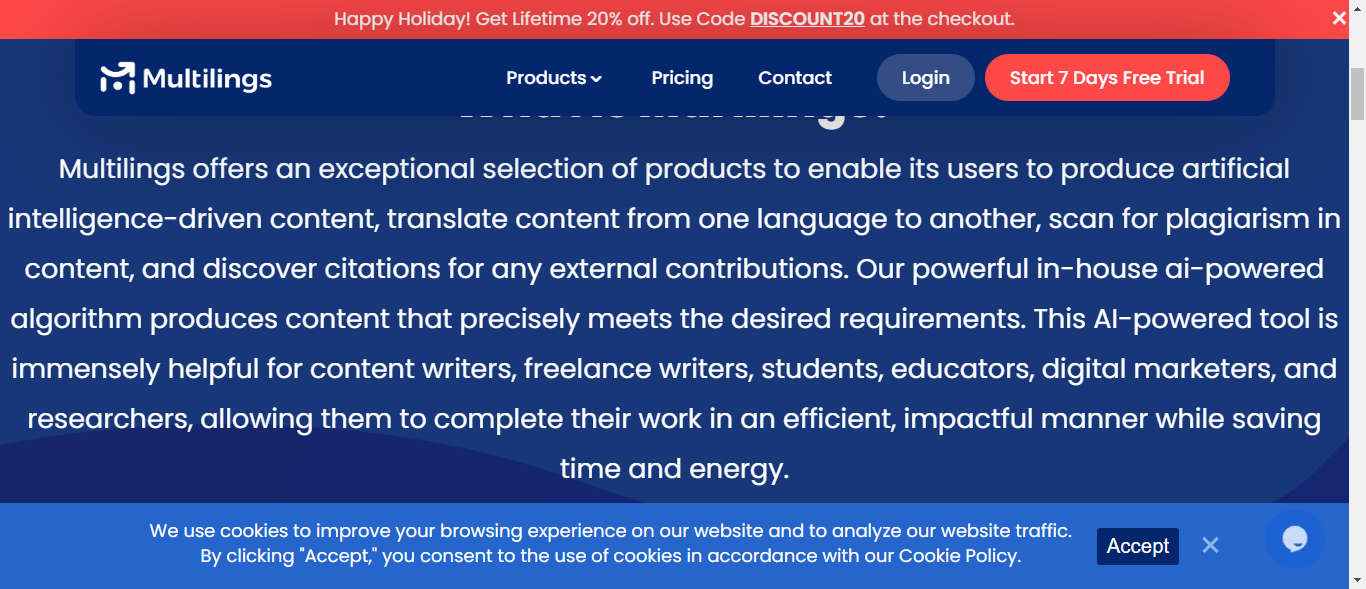 Happy Holiday! Get Lifetime 20% off. Use Code DISCOUNT20 at the checkout.
Multilings
Products
Pricing
Contact
Login
Start 7 Days Free Trial
Multilings offers an exceptional selection of products to enable its users to produce artificial
intelligence-driven content, translate content from one language to another, scan for plagiarism in
content, and discover citations for any external contributions. Our powerful in-house ai-powered
algorithm produces content that precisely meets the desired requirements. This AI-powered tool is
immensely helpful for content writers, freelance writers, students, educators, digital marketers, and
researchers, allowing them to complete their work in an efficient, impactful manner while saving
time and energy.
We use cookies to improve your browsing experience on our website and to analyze our website traffic.
By clicking "Accept," you consent to the use of cookies in accordance with our Cookie Policy.
Accept